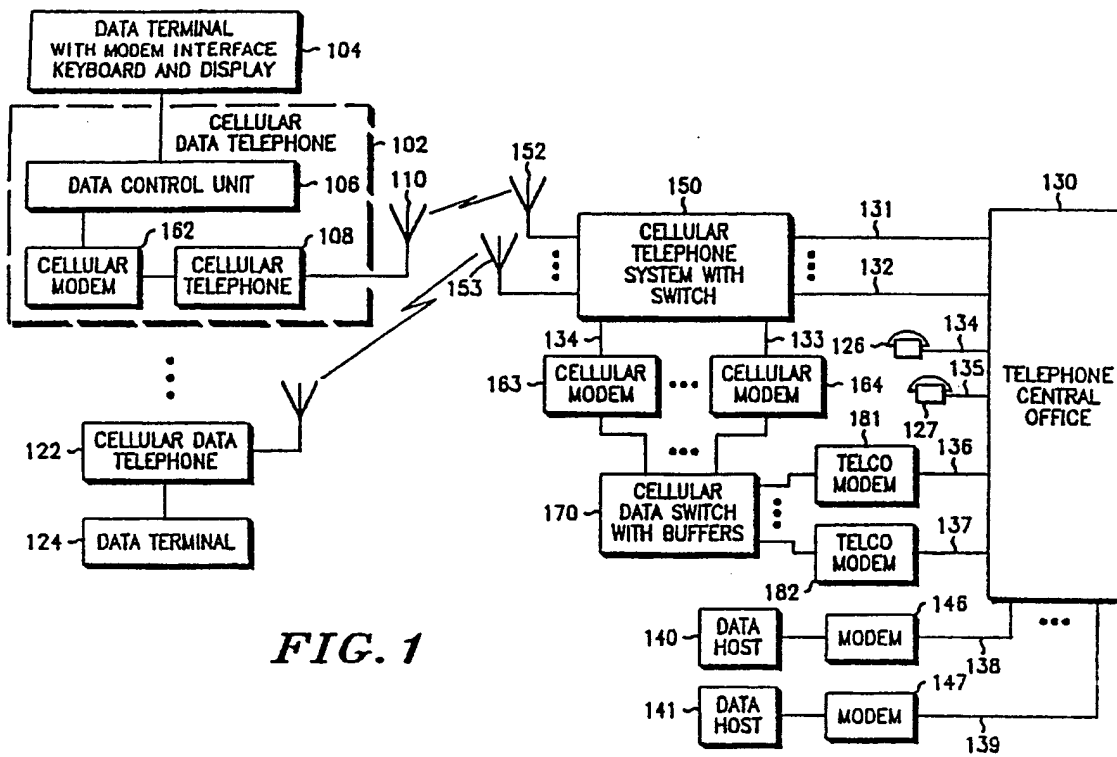 DATA TERMINAL
WITH MODEM INTERFACE
KEYBOARD AND DISPLAY
104
CELLULAR
DATA TELEPHONE
102
DATA CONTROL UNIT
106
110
162
108
CELLULAR
MODEM
CELLULAR
TELEPHONE
152
153
150
CELLULAR
TELEPHONE
SYSTEM WITH
SWITCH
131
132
130
TELEPHONE
CENTRAL
OFFICE
134
133
163
CELLULAR
MODEM
CELLULAR
MODEM
164
126
134
135
127
122
CELLULAR DATA
TELEPHONE
124
DATA TERMINAL
170
CELLULAR
DATA SWITCH
WITH BUFFERS
181
TELCO
MODEM
136
TELCO
MODEM
137
182
140
DATA
HOST
146
MODEM
138
141
DATA
HOST
147
MODEM
139
FIG. 1